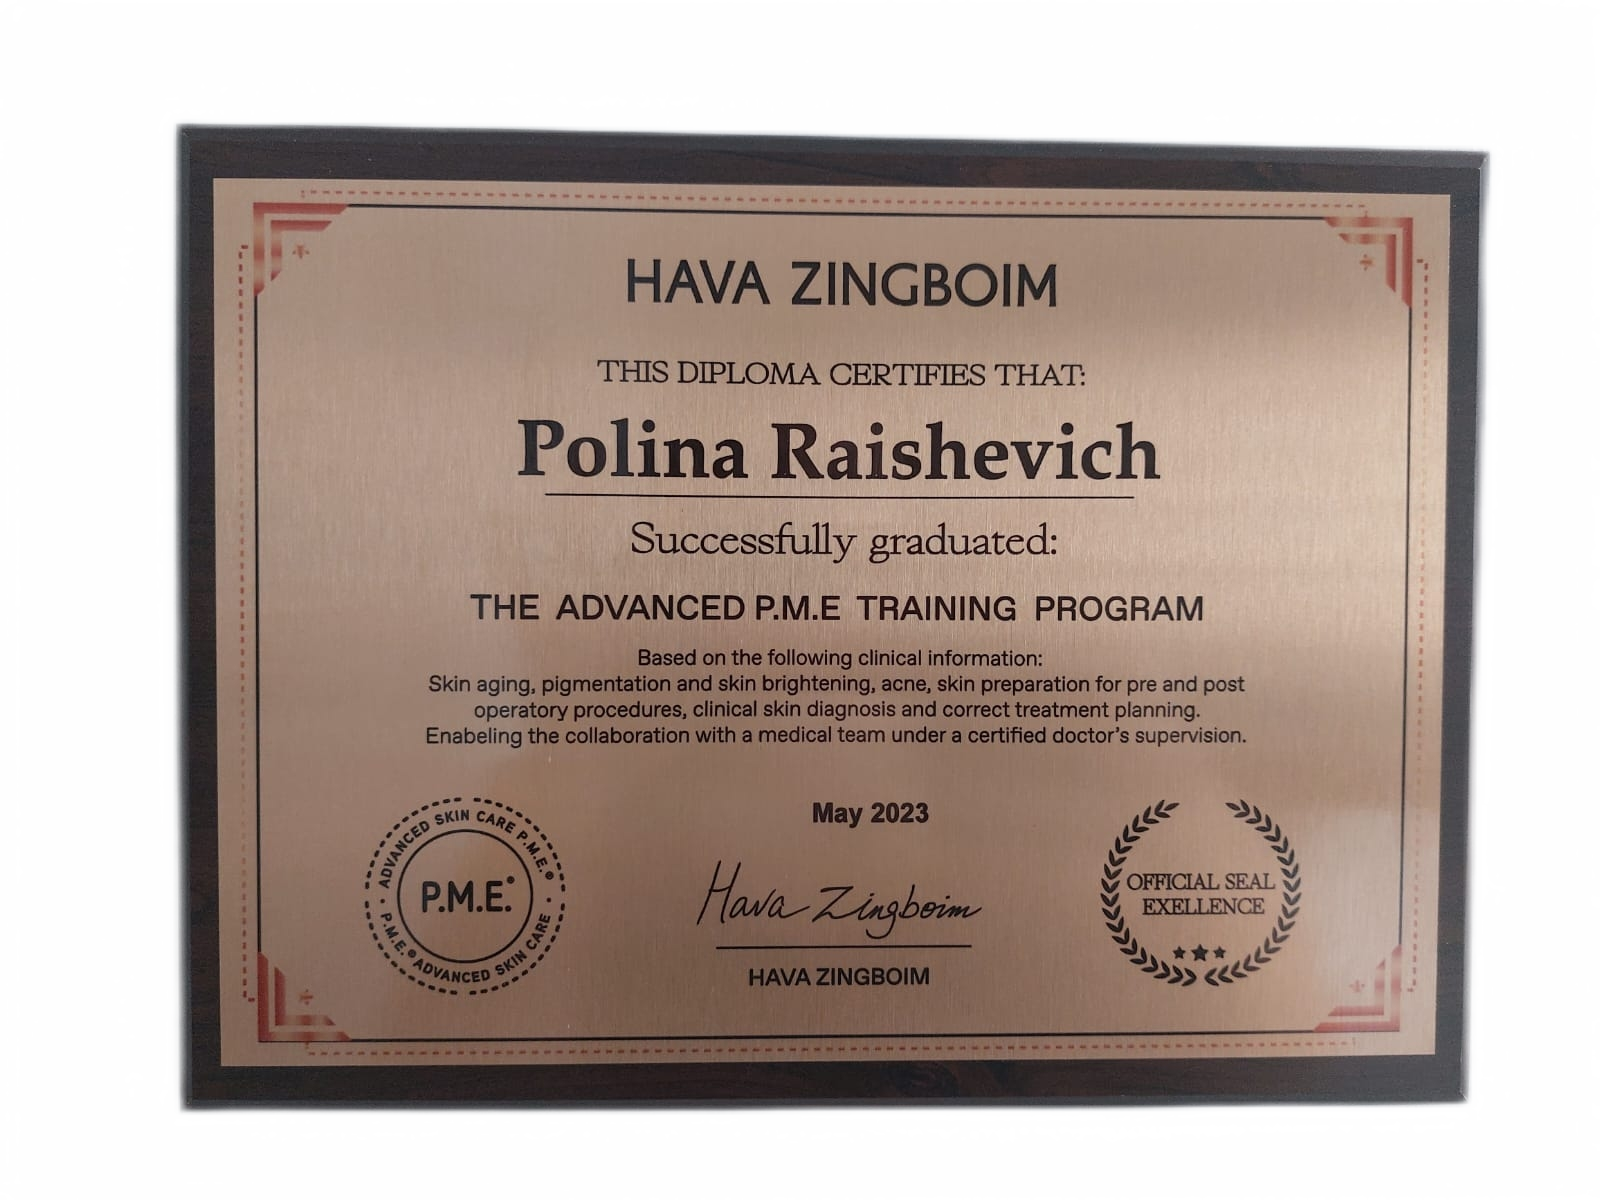 HAVA ZINGBOIM
THIS DIPLOMA CERTIFIES THAT:
Polina Raishevich
Successfully graduated:
THE ADVANCED P.M.E TRAINING PROGRAM
Based on the following clinical information:
Skin aging, pigmentation and skin brightening, acne, skin preparation for pre and post
operatory procedures, clinical skin diagnosis and correct treatment planning.
Enabeling the collaboration with a medical team under a certified doctor's supervision.
May 2023
ADVANCED SKIN CARE P.M.E.®
P.M.E.®
P.M.E.® ADVANCED SKIN CARE
Hava Zingboim
HAVA ZINGBOIM
OFFICIAL SEAL
EXELLENCE